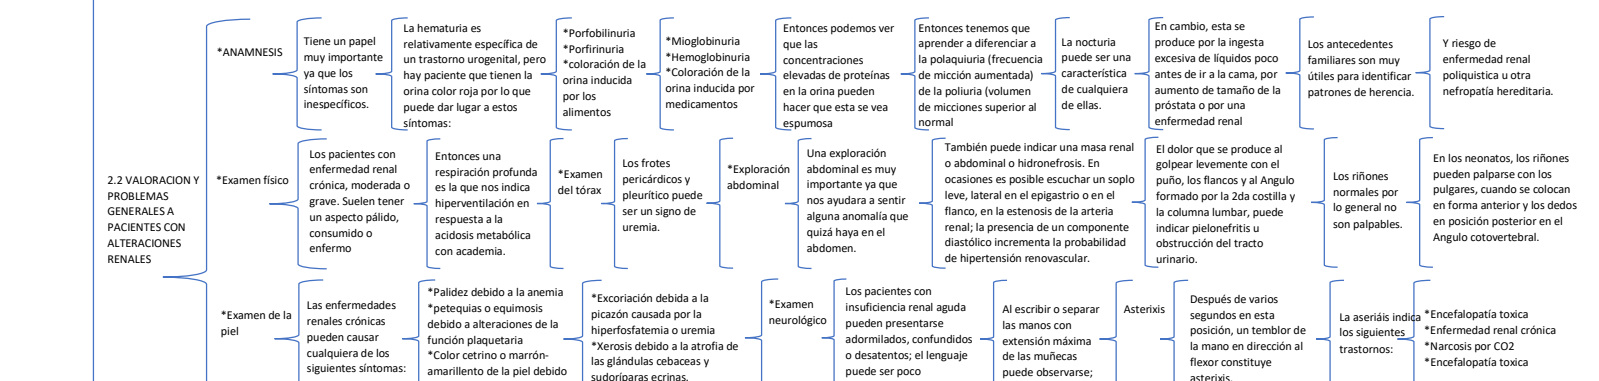 2.2 VALORACION Y
PROBLEMAS
GENERALES A
PACIENTES CON
ALTERACIONES
RENALES
*ANAMNESIS
Tiene un papel
muy importante
ya que los
síntomas son
inespecíficos.
La hematuria es
relativamente específica de
un trastorno urogenital, pero
hay paciente que tienen la
orina color roja por lo que
puede dar lugar a estos
síntomas:
*Porfobilinuria
*Porfirinuria
*coloración de la
orina inducida
por los
alimentos
*Mioglobinuria
*Hemoglobinuria
*Coloración de la
orina inducida por
medicamentos
Entonces podemos ver
que las
concentraciones
elevadas de proteínas
en la orina pueden
hacer que esta se vea
espumosa
Entonces tenemos que
aprender a diferenciar a
la polaquiuria (frecuencia
de micción aumentada)
de la poliuria (volumen
de micciones superior al
normal
La nocturia
puede ser una
característica
de cualquiera
de ellas.
En cambio, esta se
produce por la ingesta
excesiva de líquidos poco
antes de ir a la cama, por
aumento de tamaño de la
próstata o por una
enfermedad renal
Los antecedentes
familiares son muy
útiles para identificar
patrones de herencia.
Y riesgo de
enfermedad renal
poliquistica u otra
nefropatía hereditaria.
*Examen físico
Los pacientes con
enfermedad renal
crónica, moderada o
grave. Suelen tener
un aspecto pálido,
consumido o
enfermo
Entonces una
respiración profunda
es la que nos indica
hiperventilación en
respuesta a la
acidosis metabólica
con academia.
*Examen
del tórax
Los frotes
pericárdicos y
pleurítico puede
ser un signo de
uremia.
*Exploración
abdominal
Una exploración
abdominal es muy
importante ya que
nos ayudara a sentir
alguna anomalía que
quizá haya en el
abdomen.
También puede indicar una masa renal
o abdominal o hidronefrosis. En
ocasiones es posible escuchar un soplo
leve, lateral en el epigastrio o en el
flanco, en la estenosis de la arteria
renal; la presencia de un componente
diastólico incrementa la probabilidad
de hipertensión renovascular.
El dolor que se produce al
golpear levemente con el
puño, los flancos y al Angulo
formado por la 2da costilla y
la columna lumbar, puede
indicar pielonefritis u
obstrucción del tracto
urinario.
Los riñones
normales por
lo general no
son palpables.
En los neonatos, los riñones
pueden palparse con los
pulgares, cuando se colocan
en forma anterior y los dedos
en posición posterior en el
Angulo cotovertebral.
*Examen de la
piel
Las enfermedades
renales crónicas
pueden causar
cualquiera de los
siguientes síntomas:
*Palidez debido a la anemia
*petequias o equimosis
debido a alteraciones de la
función plaquetaria
*Color cetrino o marrón-
amarillento de la piel debido
*Excoriación debida a la
picazón causada por la
hiperfosfatemia o uremia
*Xerosis debido a la atrofia de
las glándulas cebaceas y
sudoríparas ecrinas.
*Examen
neurológico
Los pacientes con
insuficiencia renal aguda
pueden presentarse
adormilados, confundidos
o desatentos; el lenguaje
puede ser poco
Al escribir o separar
las manos con
extensión máxima
de las muñecas
puede observarse;
Asterixis
Después de varios
segundos en esta
posición, un temblor de
la mano en dirección al
flexor constituye
asterixis.
La aseriáis indica
los siguientes
trastornos:
*Encefalopatía toxica
*Enfermedad renal crónica
*Narcosis por CO2
*Encefalopatía toxica